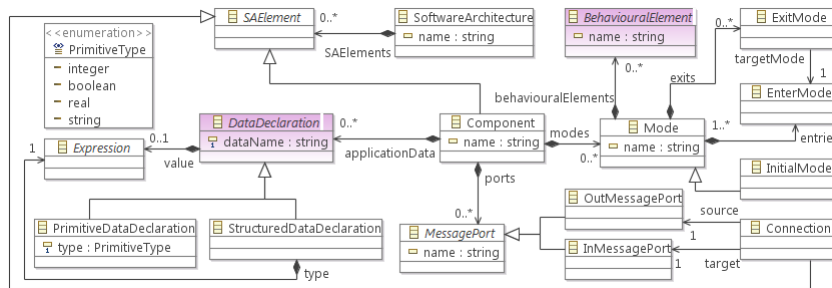 <<enumeration>>
PrimitiveType
integer
boolean
real
string
SAElement
0..*
SAElements
SoftwareArchitecture
name : string
BehaviouralElement
name : string
0..*
behaviouralElements
exits
0..*
ExitMode
targetMode
1
EnterMode
1..*
entries
Expression
1
0..1
value
DataDeclaration
dataName : string
0..*
applicationData
Component
name : string
modes
0..*
Mode
name : string
InitialMode
ports
0..*
PrimitiveDataDeclaration
type : PrimitiveType
StructuredDataDeclaration
type
MessagePort
name : string
OutMessagePort
InMessagePort
source
1
1
target
Connection